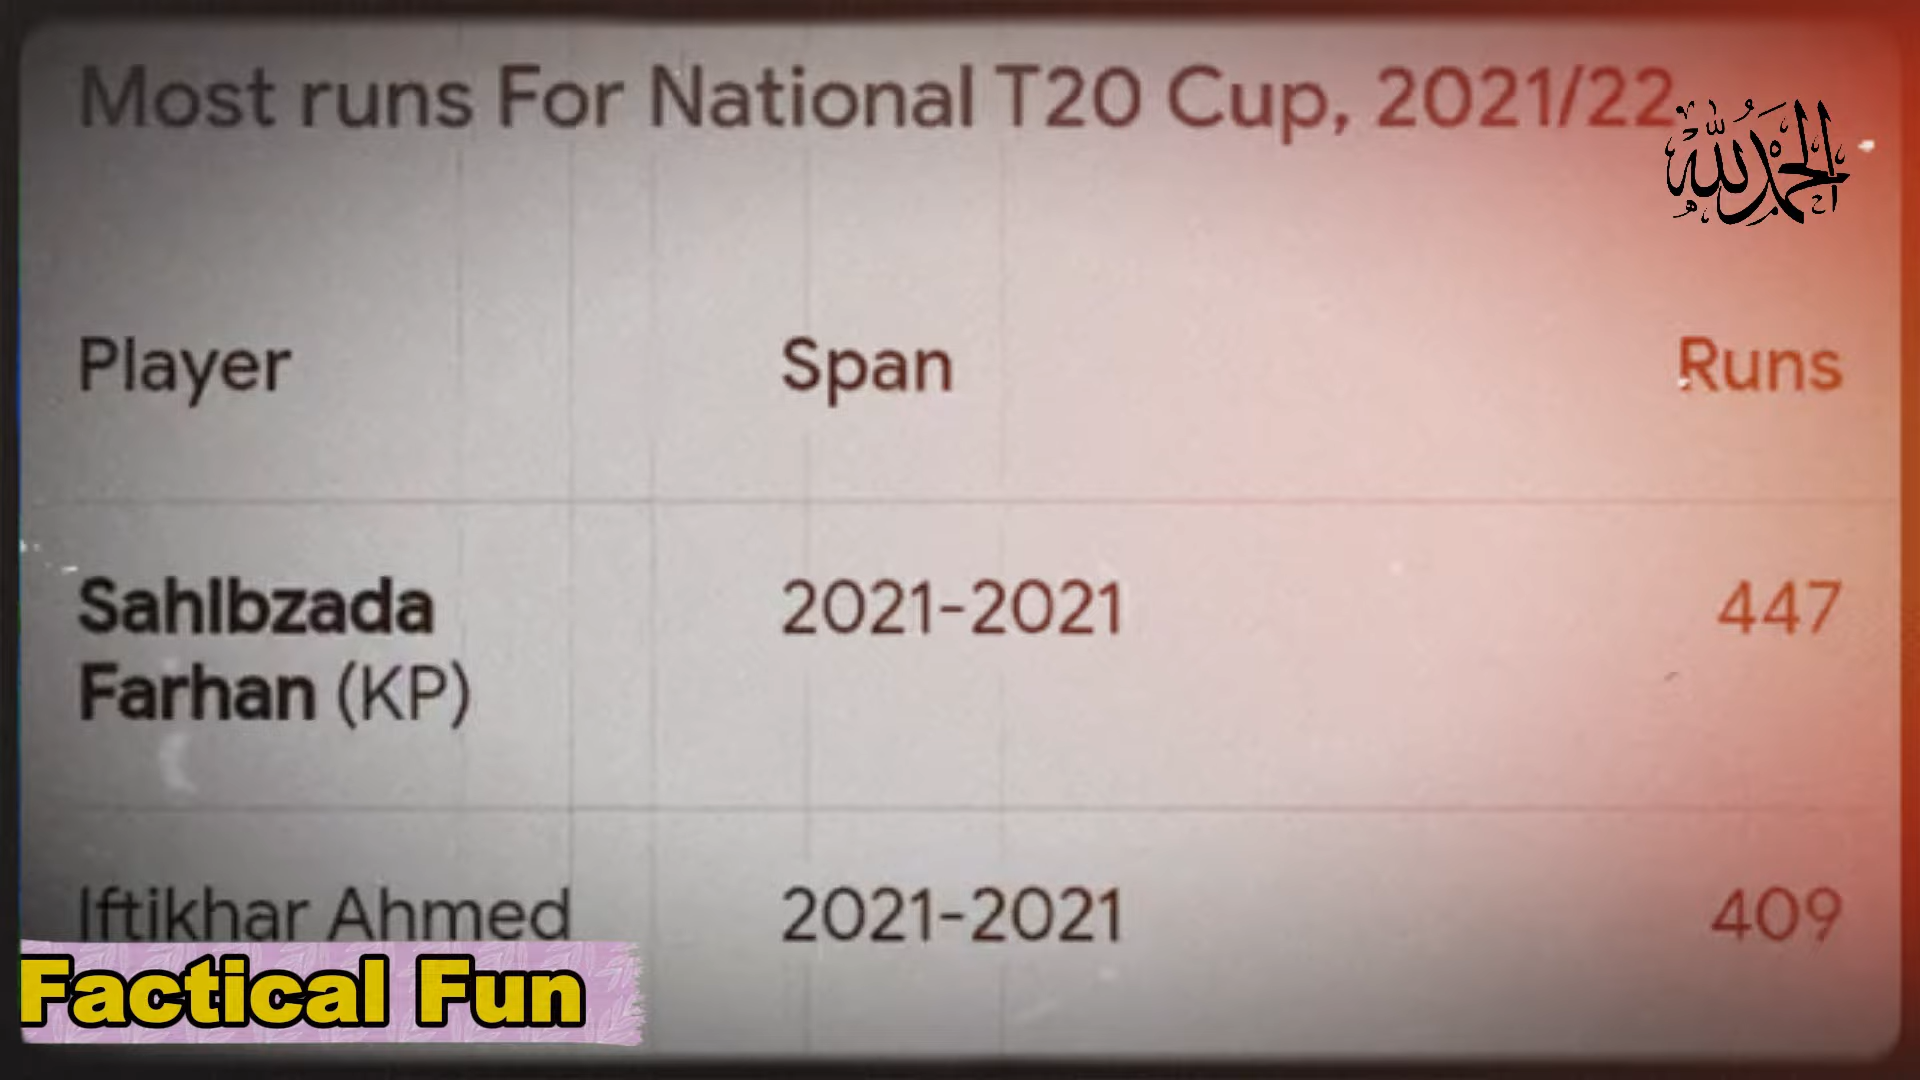 Most runs For National T20 Cup, 2021/22
الحمد لله
Player Span Runs
Sahibzada 2021-2021 447
Farhan (KP)
Iftikhar Ahmed 2021-2021 409
Factical Fun